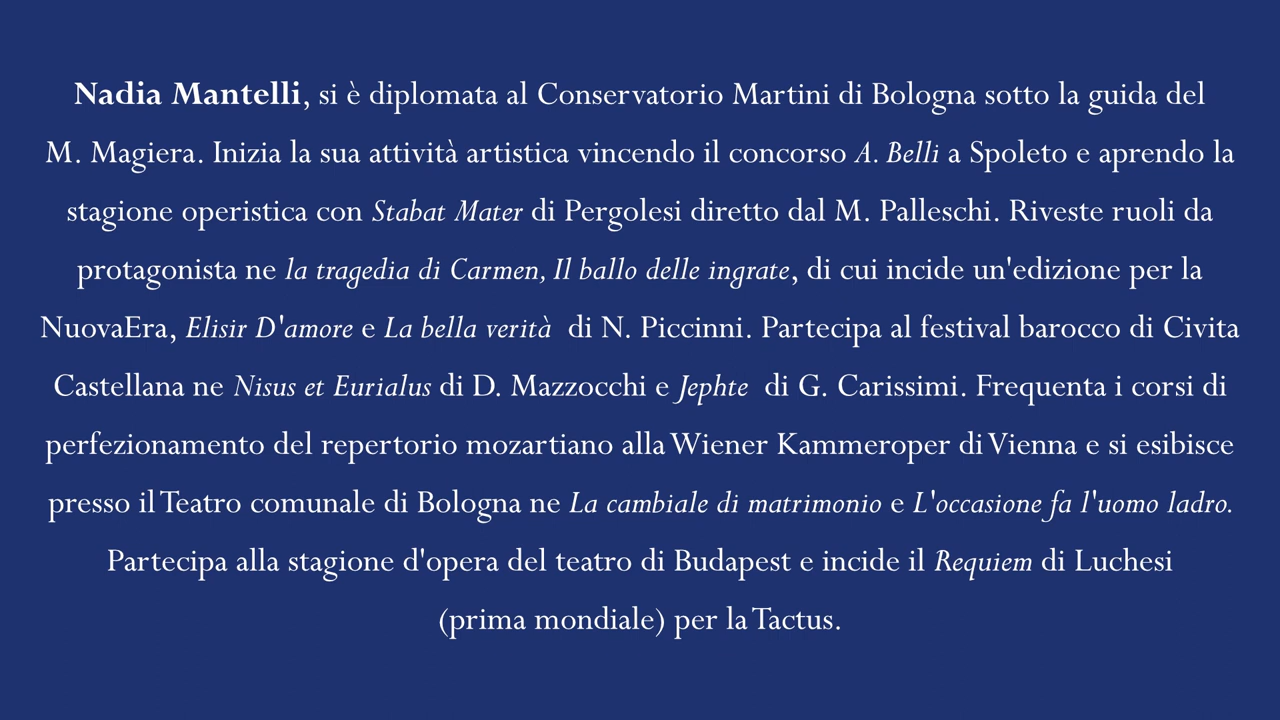 Nadia Mantelli, si è diplomata al Conservatorio Martini di Bologna sotto la guida del
M. Magiera. Inizia la sua attività artistica vincendo il concorso A. Belli a Spoleto e aprendo la
stagione operistica con Stabat Mater di Pergolesi diretto dal M. Palleschi. Riveste ruoli da
protagonista ne la tragedia di Carmen, Il ballo delle ingrate, di cui incide un'edizione per la
NuovaEra, Elisir D'amore e La bella verità di N. Piccinni. Partecipa al festival barocco di Civita
Castellana ne Nisus et Eurialus di D. Mazzocchi e Jephte di G. Carissimi. Frequenta i corsi di
perfezionamento del repertorio mozartiano alla Wiener Kammeroper di Vienna e si esibisce
presso il Teatro comunale di Bologna ne La cambiale di matrimonio e L'occasione fa l'uomo ladro.
Partecipa alla stagione d'opera del teatro di Budapest e incide il Requiem di Luchesi
(prima mondiale) per la Tactus.